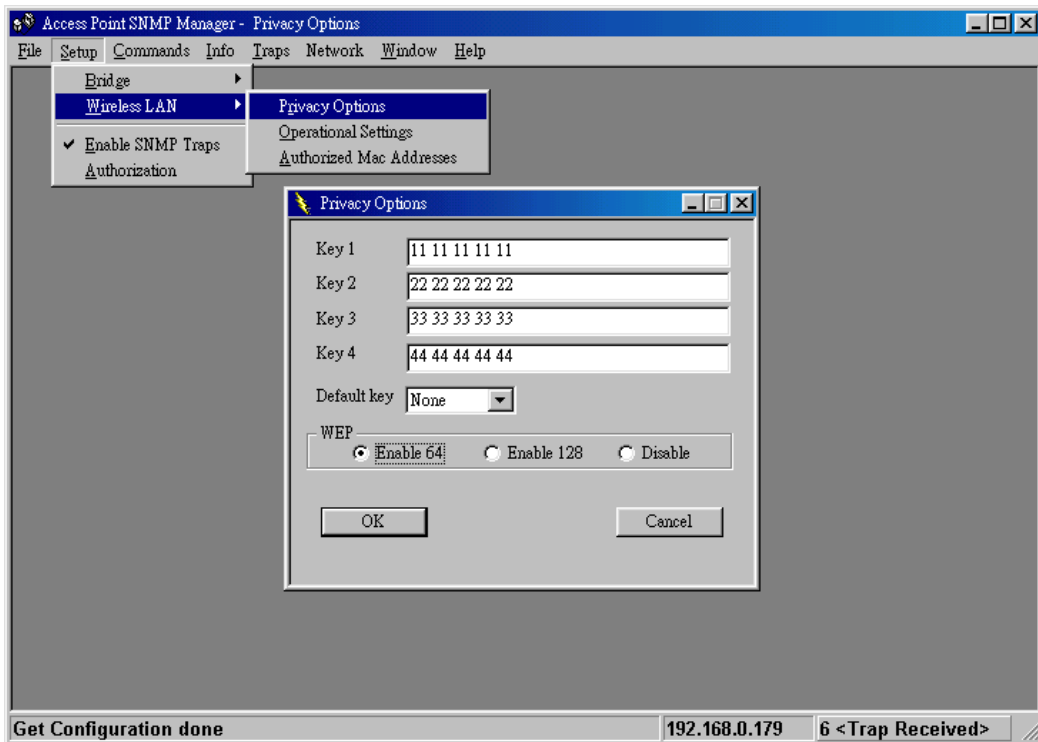 Access Point SNMP Manager - Privacy Options
File Setup Commands Info Traps Network Window Help
Bridge
Wireless LAN
Enable SNMP Traps
Authorization
Privacy Options
Operational Settings
Authorized Mac Addresses
Privacy Options
Key 1 11 11 11 11 11
Key 2 22 22 22 22 22
Key 3 33 33 33 33 33
Key 4 44 44 44 44 44
Default key None
WEP
Enable 64 Enable 128 Disable
OK Cancel
Get Configuration done 192.168.0.179 6 <Trap Received>